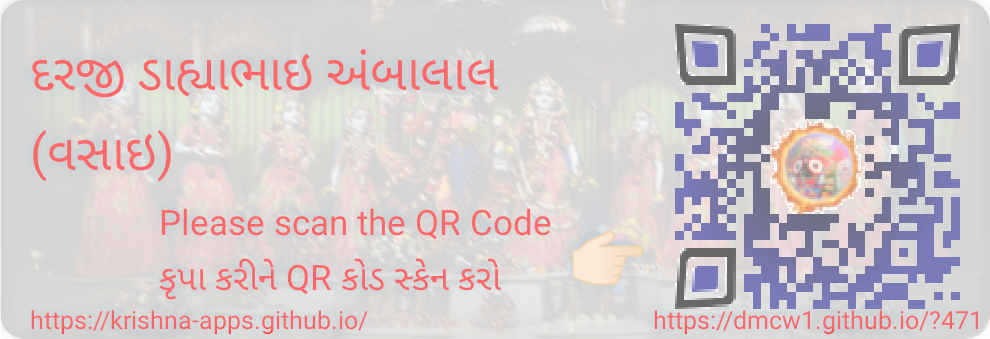 દરજી ડાહ્યાભાઇ અંબાલાલ
(વસાઇ)
Please scan the QR Code
કૃપા કરીને QR કોડ સ્કેન કરો
https://krishna-apps.github.io/
https://dmcw1.github.io/?471